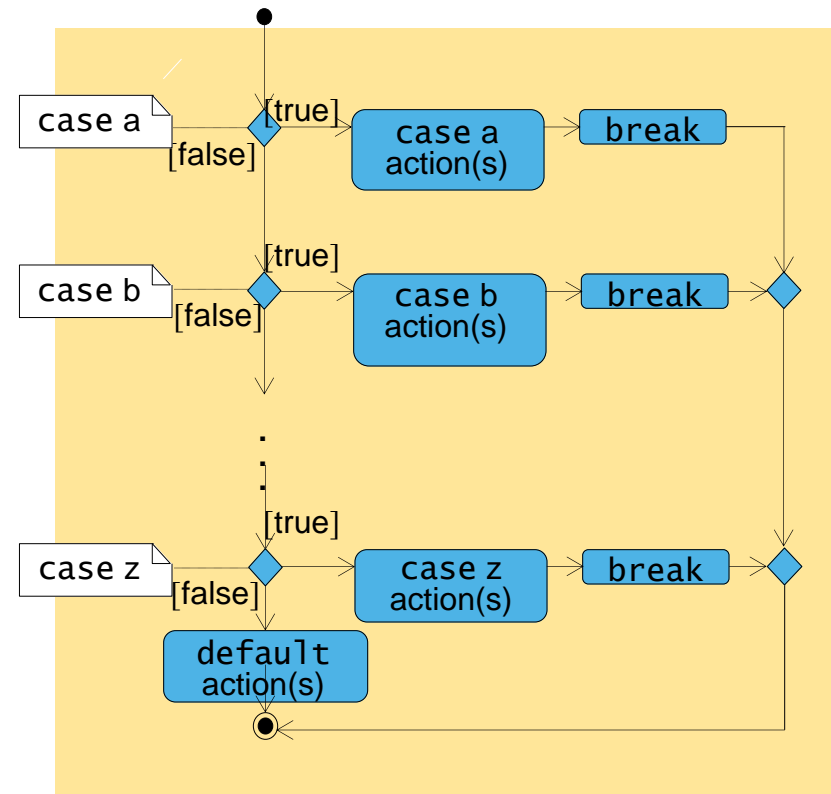 [true]
case a
case a
action(s)
break
[false]
[true]
case b
case b
action(s)
break
[false]
.
.
.
[true]
case z
case z
action(s)
break
[false]
default
action(s)